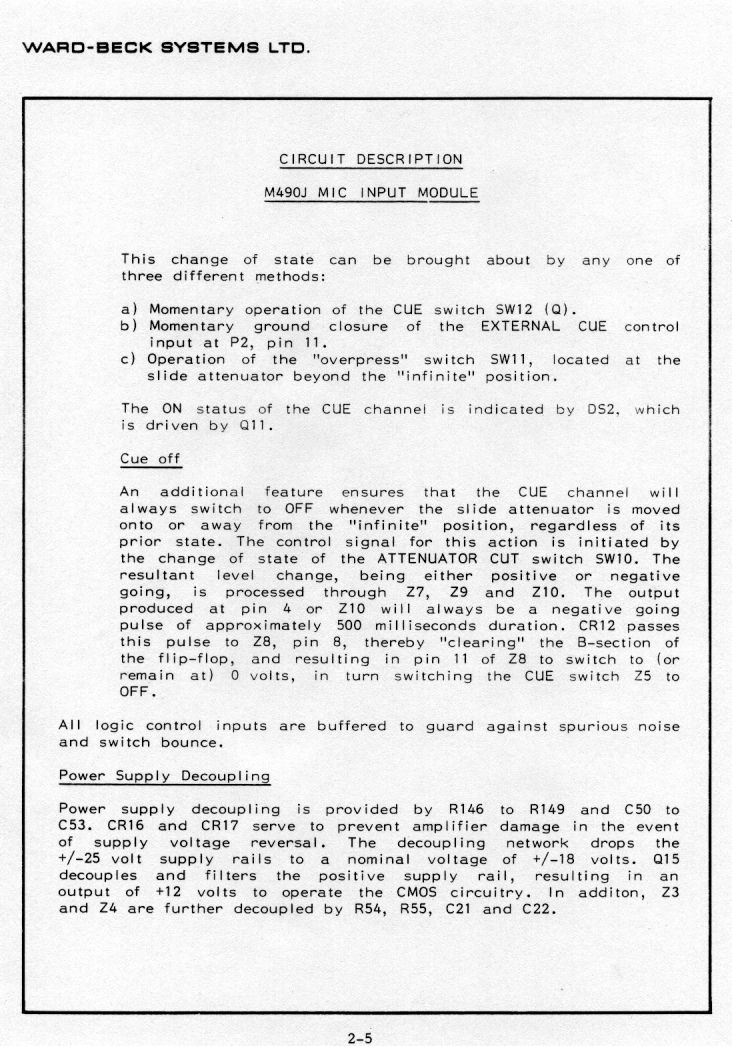 WARD-BECK SYSTEMS LTD.
CIRCUIT DESCRIPTION
M490J MIC INPUT MODULE
This change of state can be brought about by any one of
three different methods:
a) Momentary operation of the CUE switch SW12 (Q).
b) Momentary ground closure of the EXTERNAL CUE control
input at P2, pin 11.
c) Operation of the "overpress" switch SW11, located at the
slide attenuator beyond the "infinite" position.
The ON status of the CUE channel is indicated by DS2, which
is driven by Q11.
Cue off
An additional feature ensures that the CUE channel will
always switch to OFF whenever the slide attenuator is moved
onto or away from the "infinite" position, regardless of its
prior state. The control signal for this action is initiated by
the change of state of the ATTENUATOR CUT switch SW10. The
resultant level change, being either positive or negative
going, is processed through Z7, Z9 and Z10. The output
produced at pin 4 or Z10 will always be a negative going
pulse of approximately 500 milliseconds duration. CR12 passes
this pulse to Z8, pin 8, thereby "clearing" the B-section of
the flip-flop, and resulting in pin 11 of Z8 to switch to (or
remain at) 0 volts, in turn switching the CUE switch Z5 to
OFF.
All logic control inputs are buffered to guard against spurious noise
and switch bounce.
Power Supply Decoupling
Power supply decoupling is provided by R146 to R149 and C50 to
C53. CR16 and CR17 serve to prevent amplifier damage in the event
of supply voltage reversal. The decoupling network drops the
+/-25 volt supply rails to a nominal voltage of +/-18 volts. Q15
decouples and filters the positive supply rail, resulting in an
output of +12 volts to operate the CMOS circuitry. In additon, Z3
and Z4 are further decoupled by R54, R55, C21 and C22.
2-5